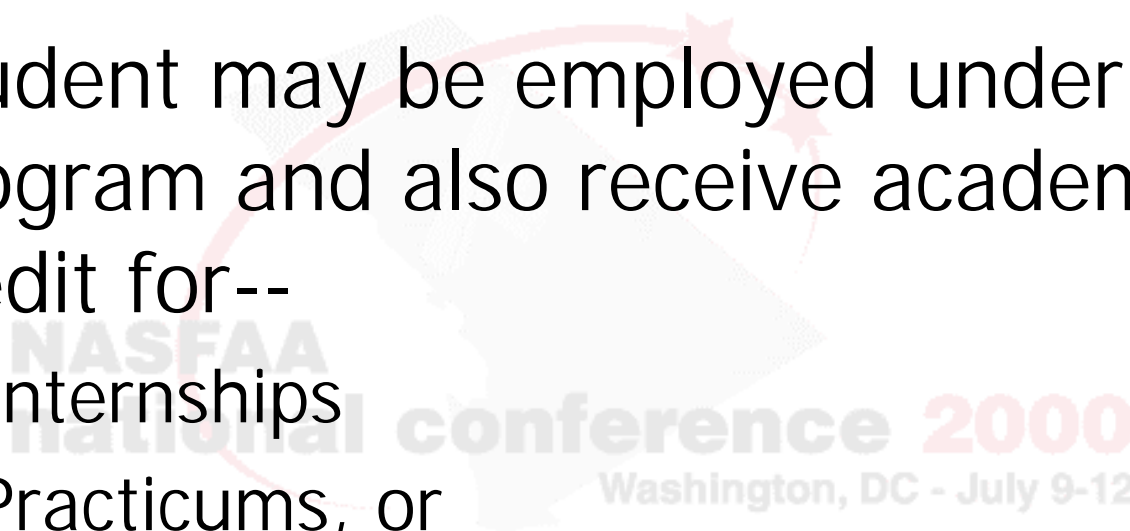 udent may be employed under
ogram and also receive academ
edit for--
NASFAA
nternships
national conference 2000
Washington, DC - July 9-12
Practicums, or